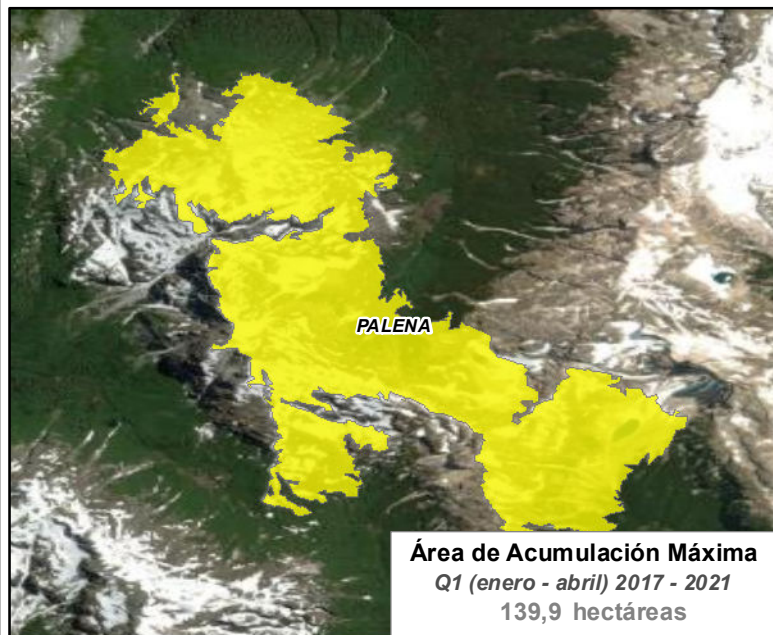 PALENA
Área de Acumulación Máxima
Q1 (enero - abril) 2017 - 2021
139,9 hectáreas